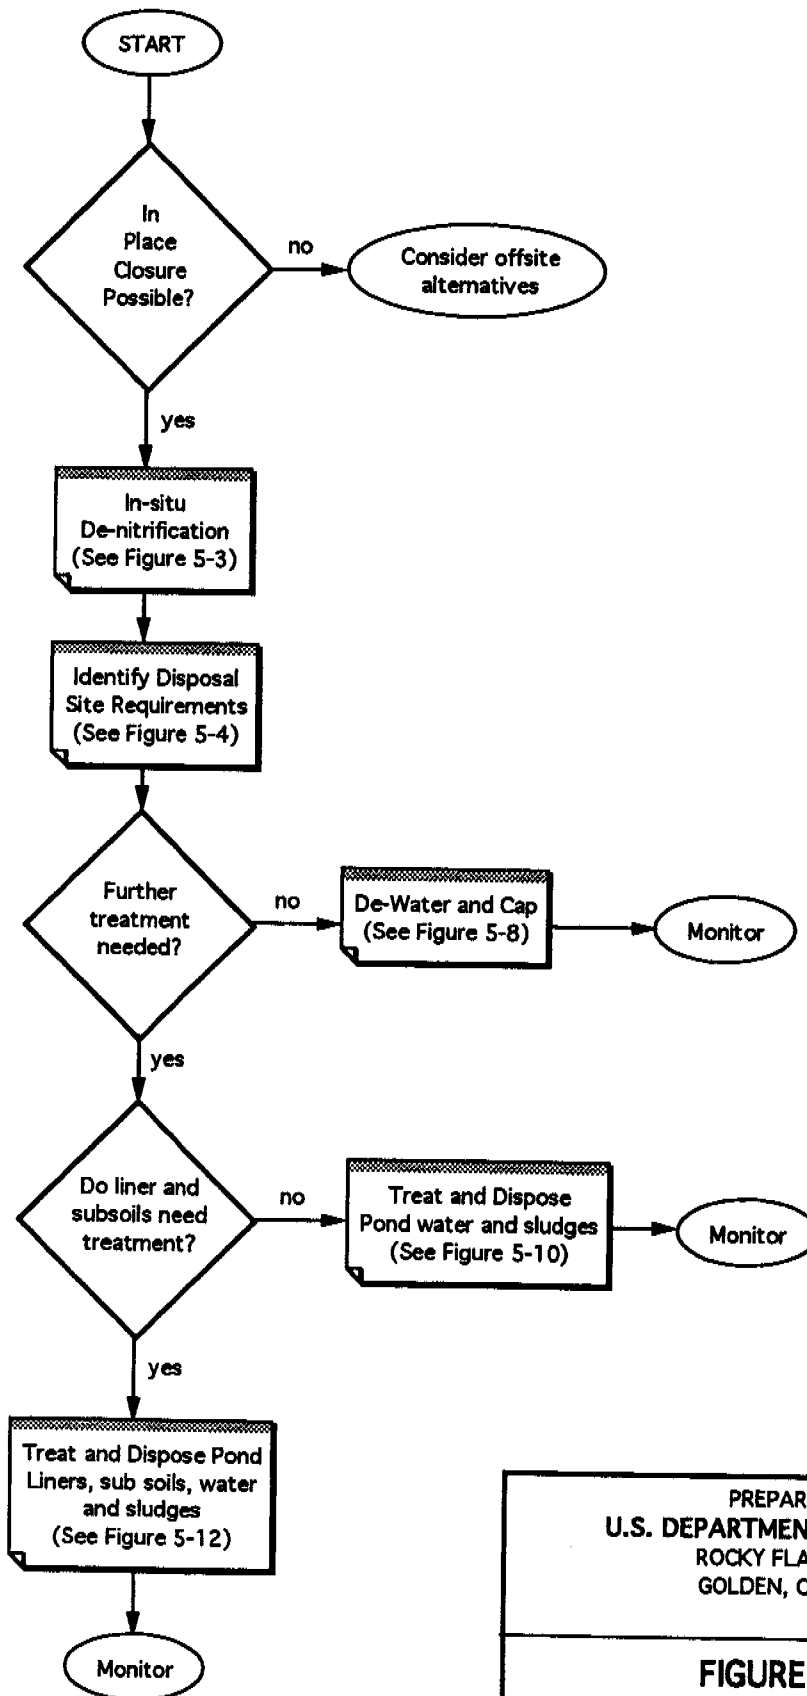 START
In
Place
Closure
Possible?
no
Consider offsite
alternatives
yes
In-situ
De-nitrification
(See Figure 5-3)
Identify Disposal
Site Requirements
(See Figure 5-4)
Further
treatment
needed?
no
De-Water and Cap
(See Figure 5-8)
Monitor
yes
Do liner and
subsoils need
treatment?
no
Treat and Dispose
Pond water and sludges
(See Figure 5-10)
Monitor
yes
Treat and Dispose Pond
Liners, sub soils, water
and sludges
(See Figure 5-12)
Monitor
PREPAR
U.S. DEPARTMEN
ROCKY FLA
GOLDEN, C
FIGURE